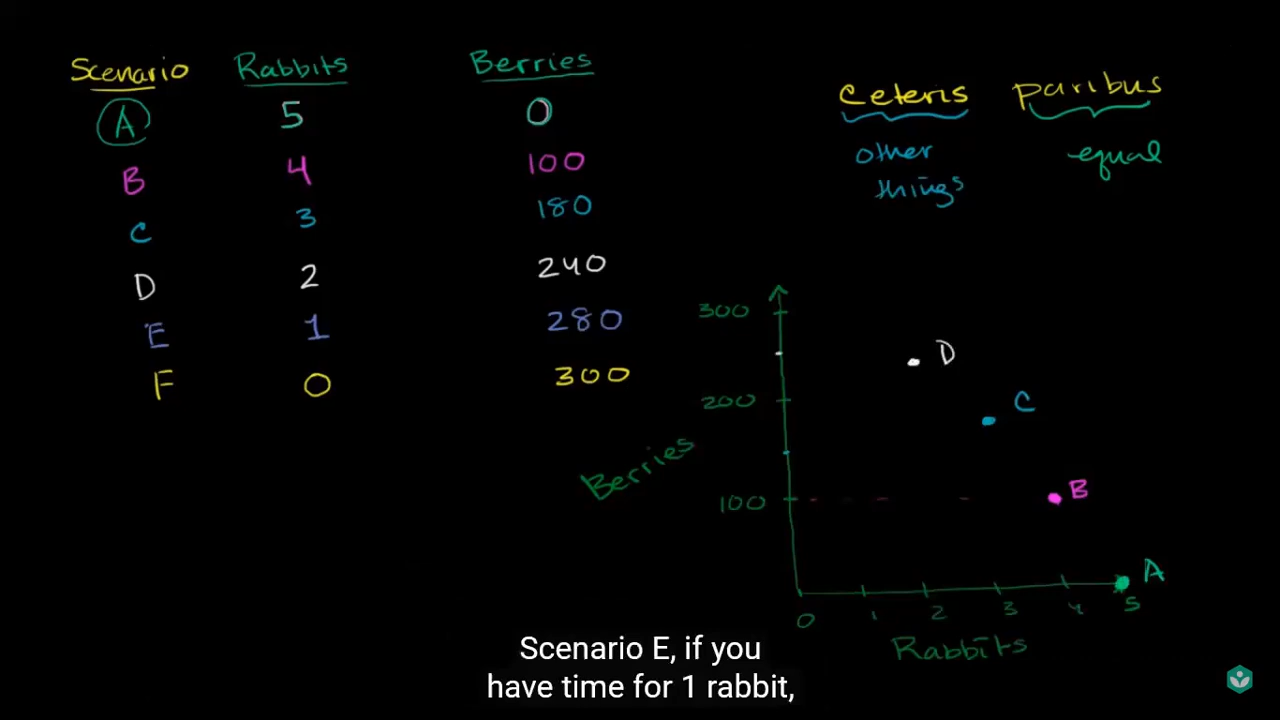 Scenario Rabbits Berries
A 5 0
B 4 100
C 3 180
D 2 240
E 1 280
F 0 300
Ceteris paribus
other equal
things
300
D
200
C
Berries
100
B
A
0 1 2 3 4 5
Rabbits
Scenario E, if you
have time for 1 rabbit,